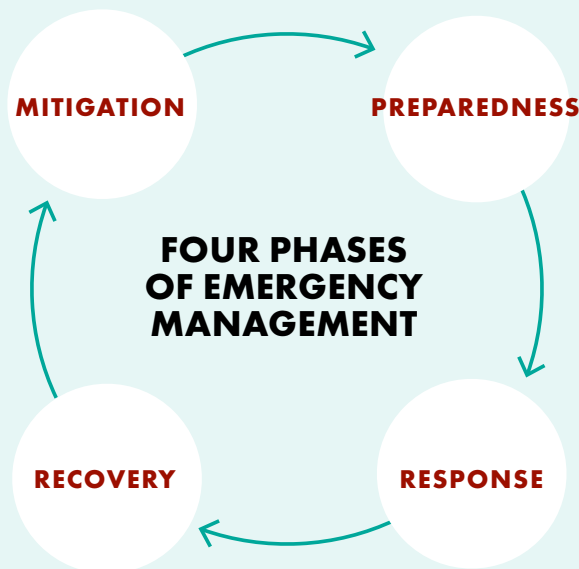 MITIGATION
PREPAREDNESS
FOUR PHASES
OF EMERGENCY
MANAGEMENT
RECOVERY
RESPONSE